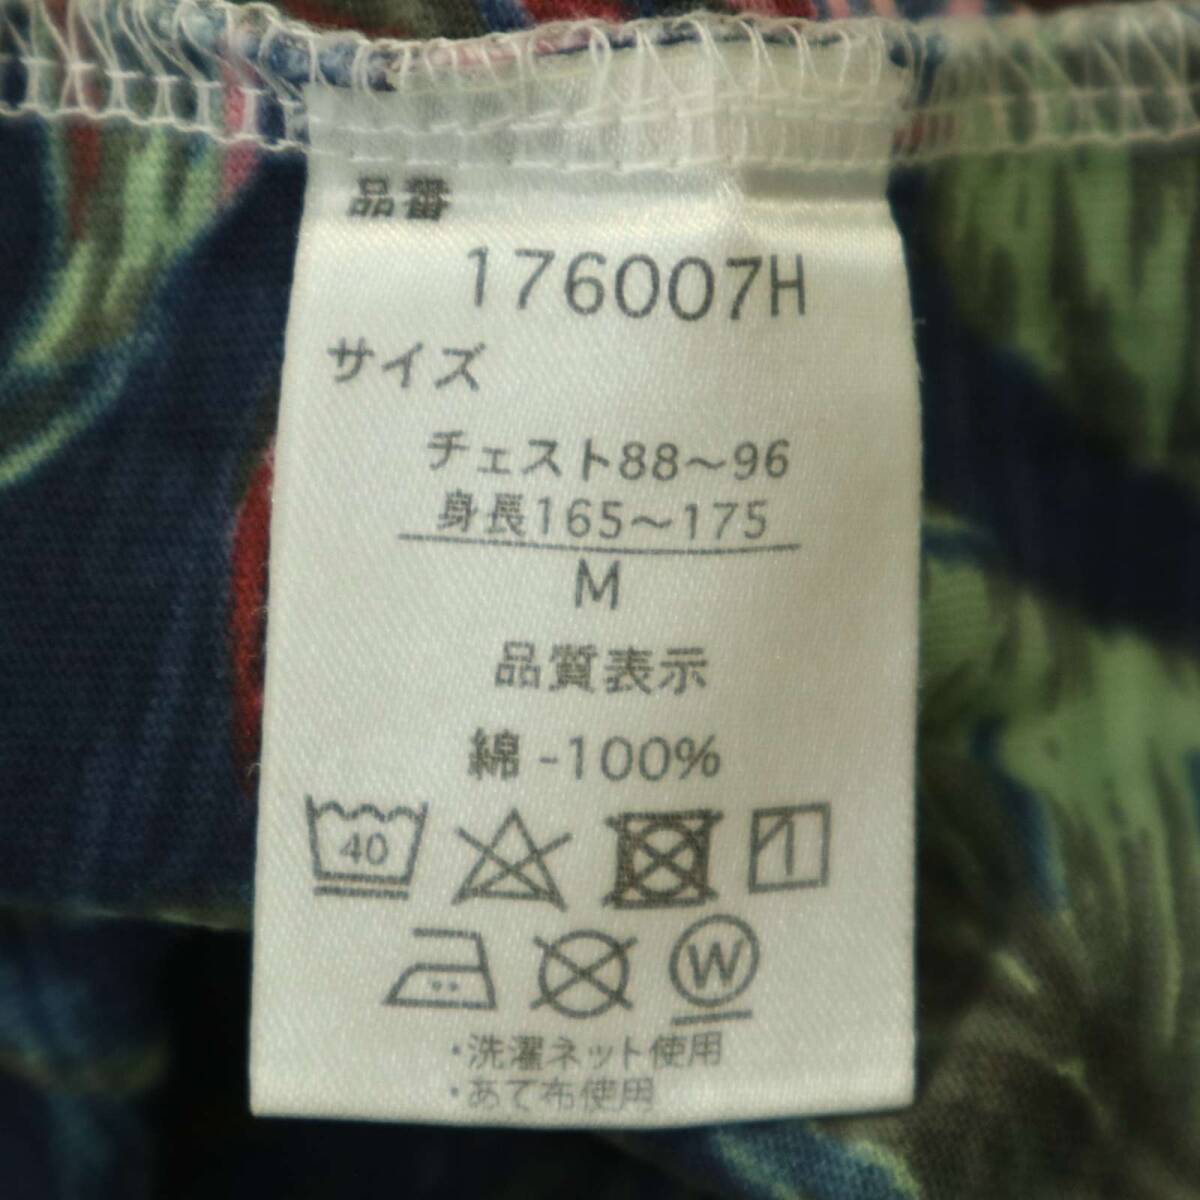 品番
176007H
サイズ
チェスト88～96
身長165～175
M
品質表示
綿 -100%
40
W
・洗濯ネット使用
・あて布使用